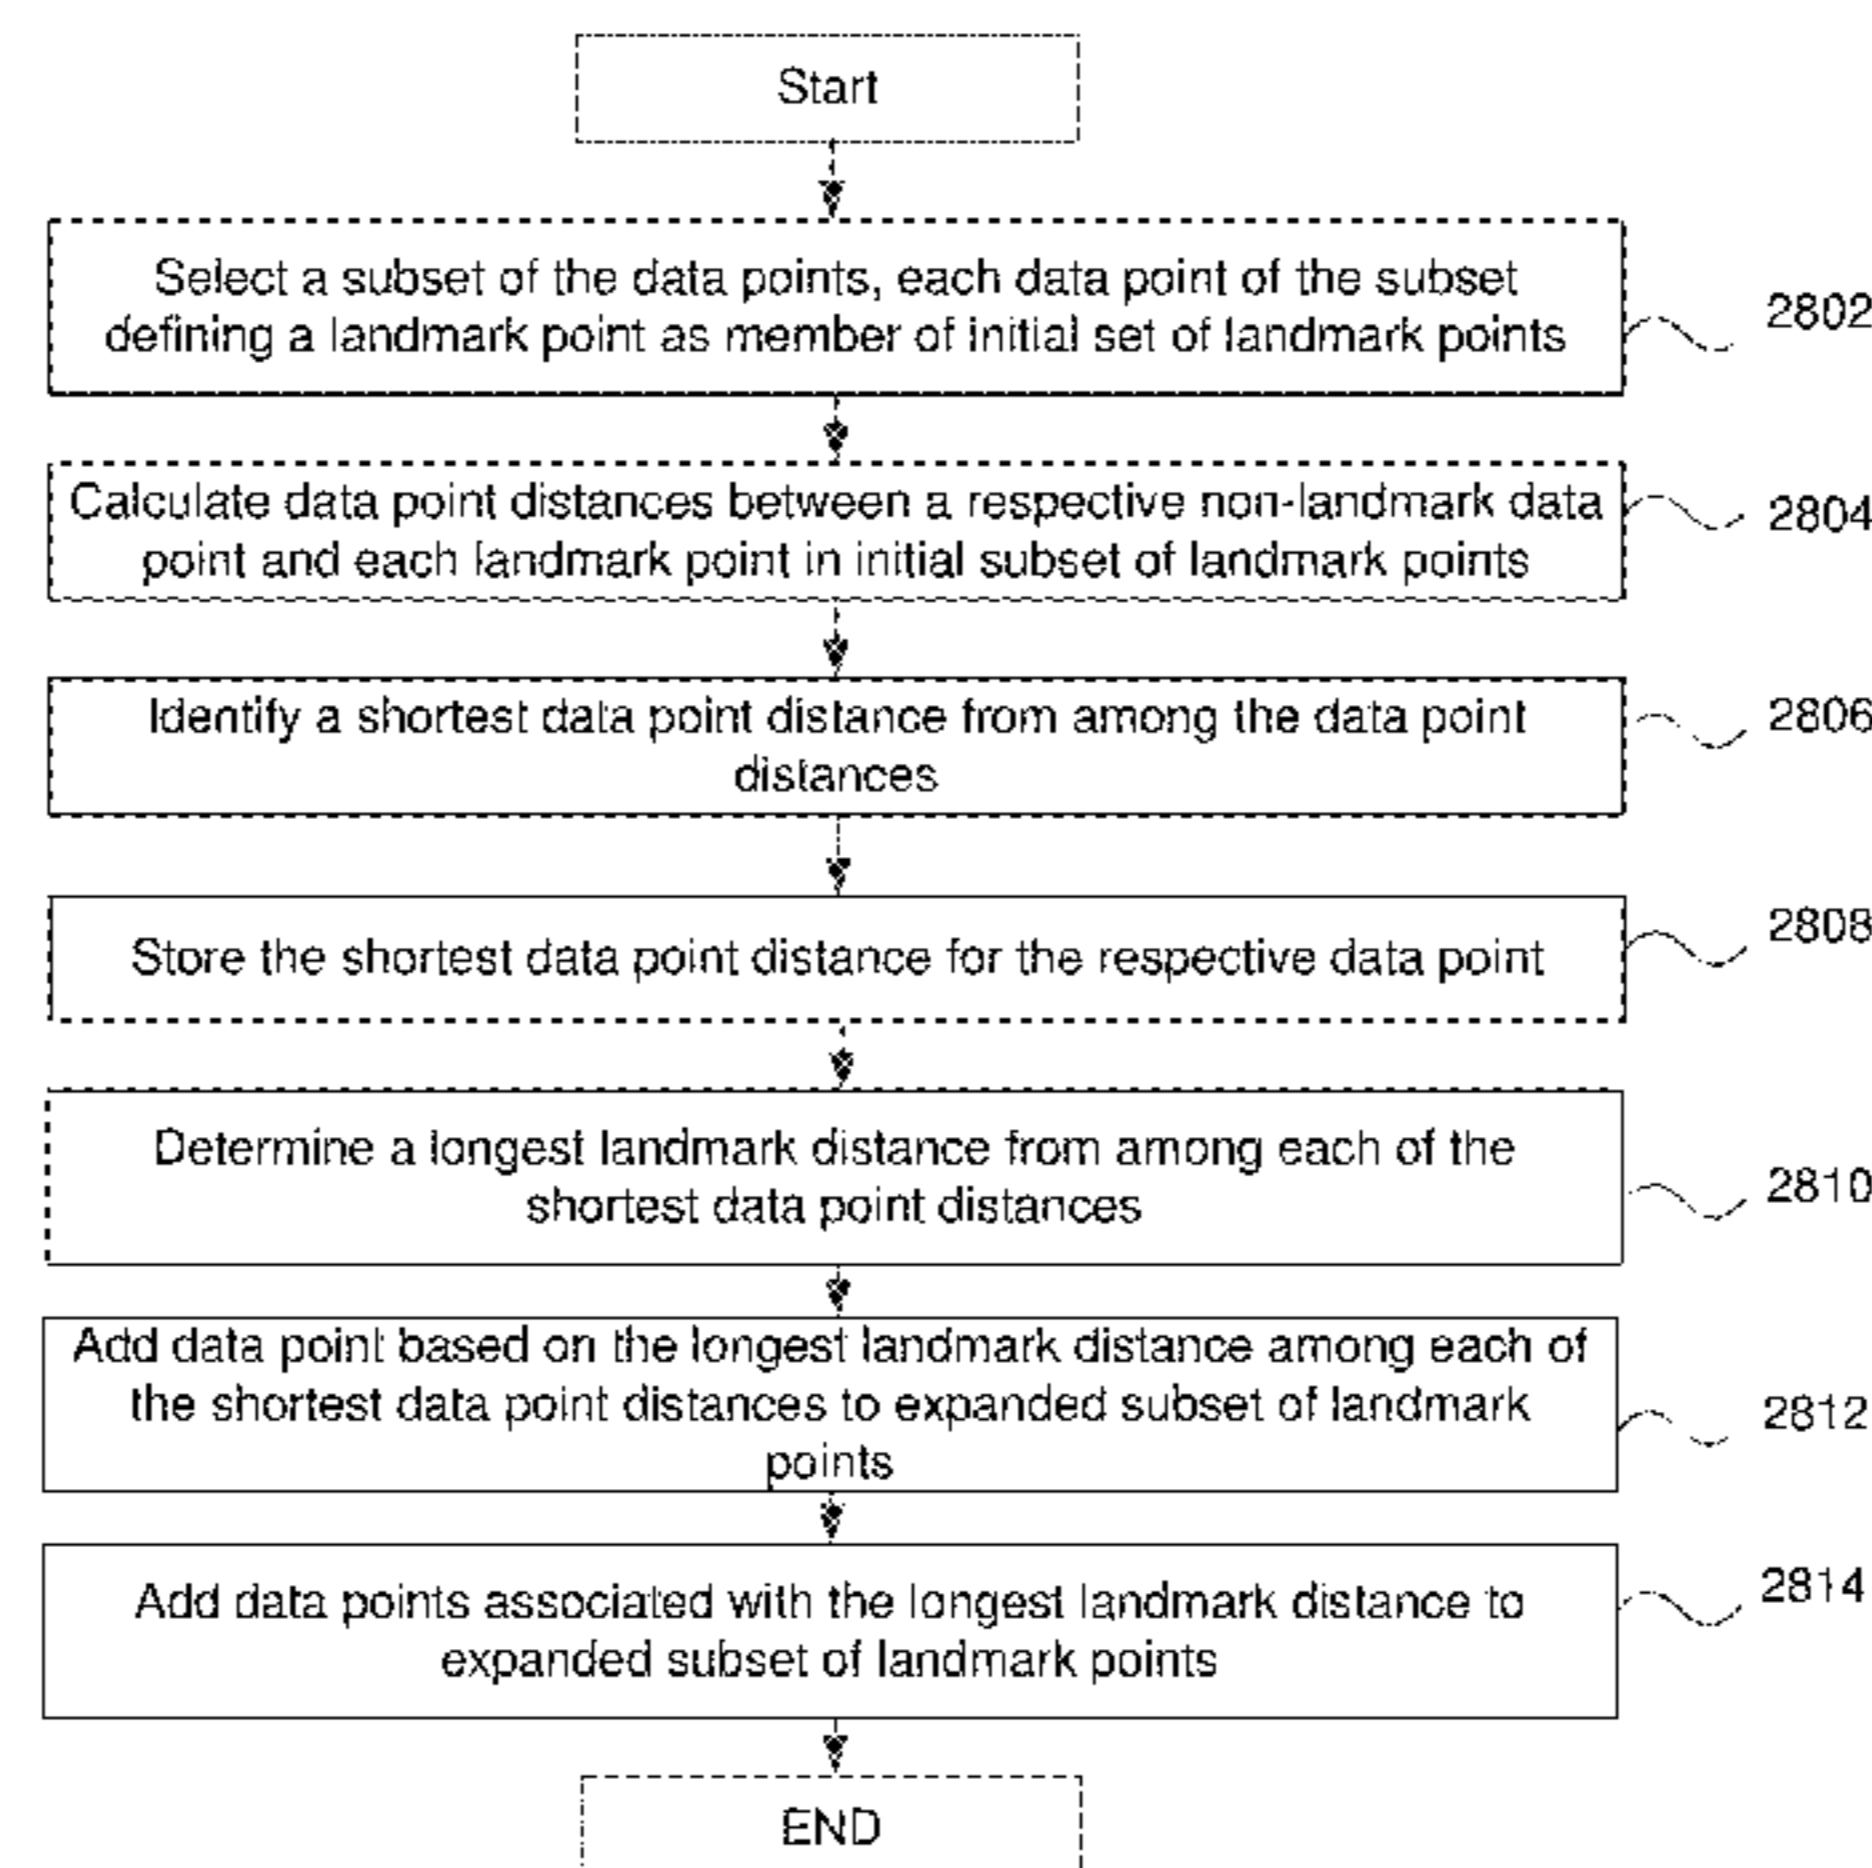 Start
Select a subset of the data points, each data point of the subset
defining a landmark point as member of initial set of landmark points
2802
Calculate data point distances between a respective non-landmark data
point and each landmark point in initial subset of landmark points
2804
Identify a shortest data point distance from among the data point
distances
2806
Store the shortest data point distance for the respective data point
2808
Determine a longest landmark distance from among each of the
shortest data point distances
2810
Add data point based on the longest landmark distance among each of
the shortest data point distances to expanded subset of landmark
points
2812
Add data points associated with the longest landmark distance to
expanded subset of landmark points
2814
END